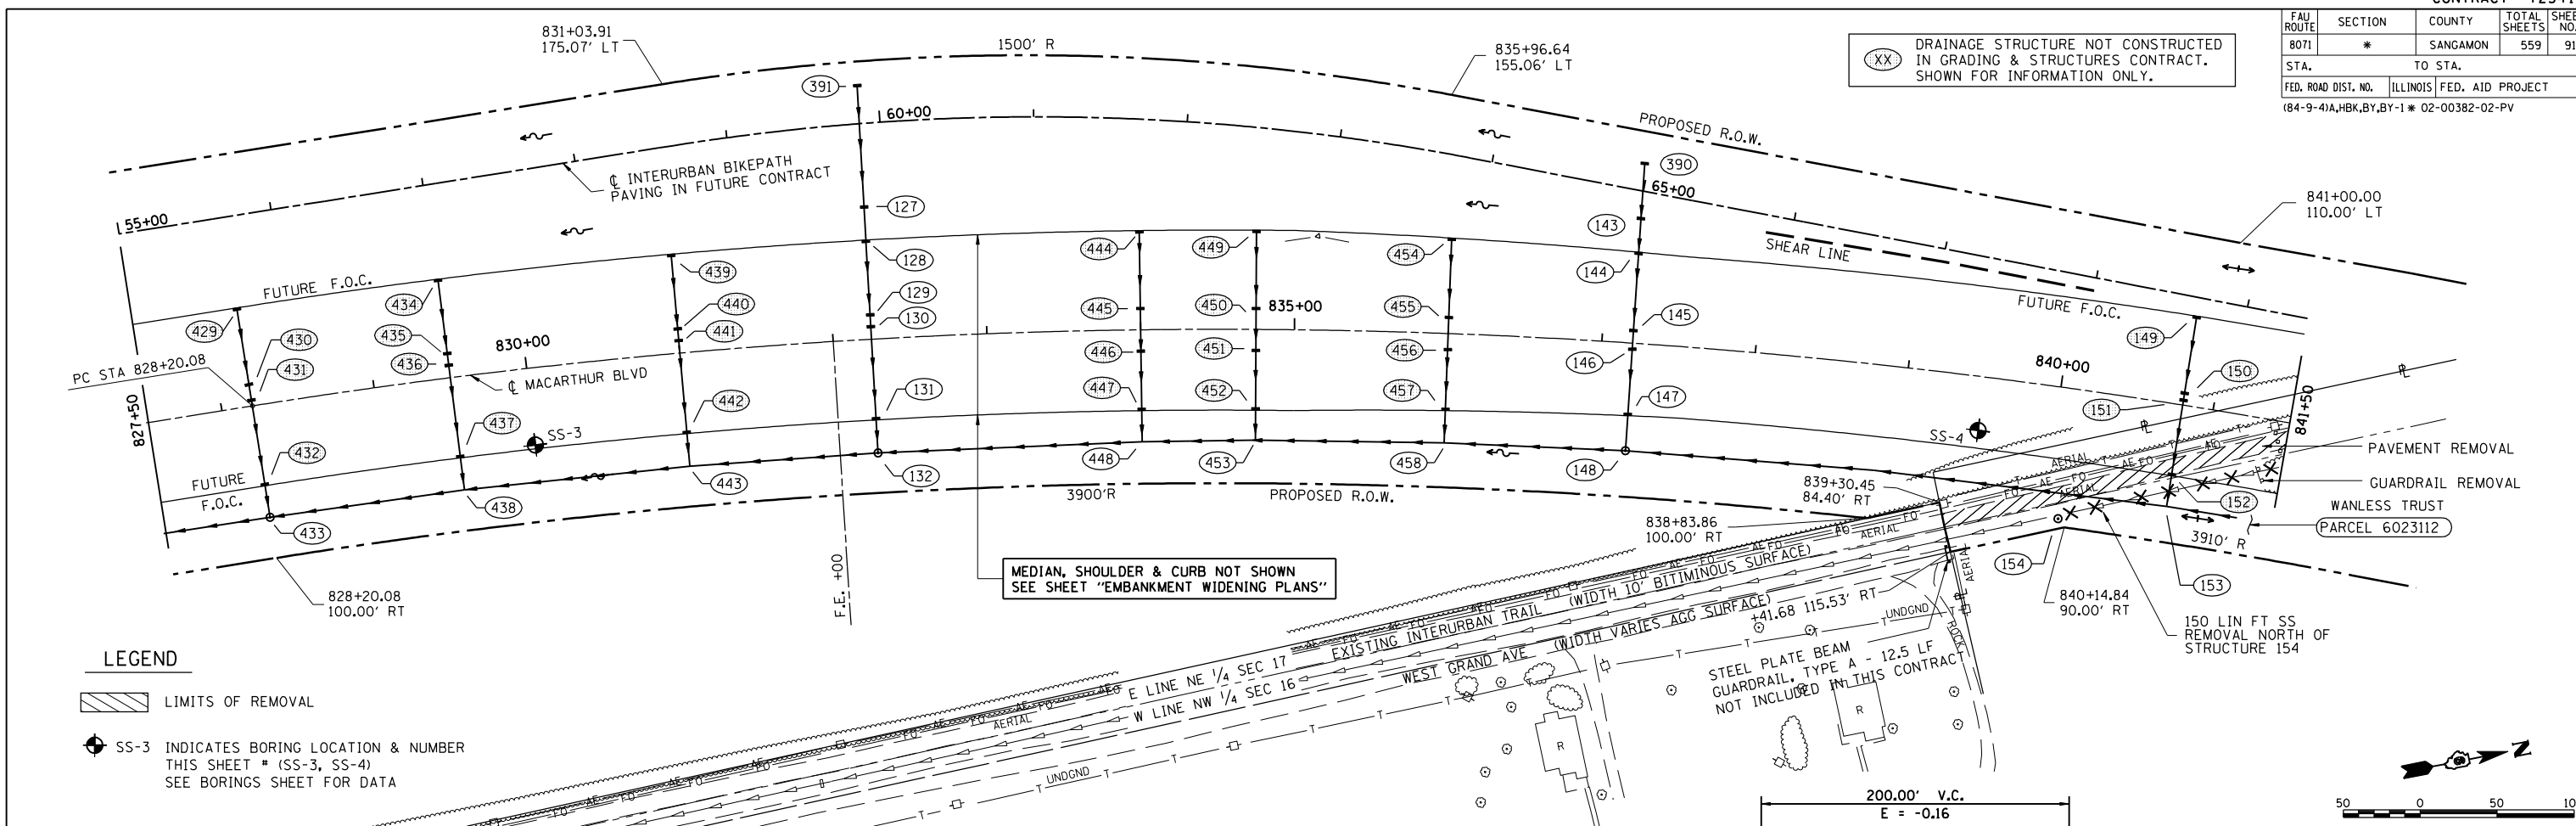 FAU ROUTE
SECTION
COUNTY
TOTAL SHEETS
8071
*
SANGAMON
559
91
STA.
TO STA.
FED. ROAD DIST. NO.
ILLINOIS
FED. AID PROJECT
(84-9-4)A,HBK,BY,BY-1 * 02-00382-02-PV
XX
DRAINAGE STRUCTURE NOT CONSTRUCTED
IN GRADING & STRUCTURES CONTRACT.
SHOWN FOR INFORMATION ONLY.
831+03.91
175.07' LT
1500' R
835+96.64
155.06' LT
PROPOSED R.O.W.
841+00.00
110.00' LT
391
60+00
390
65+00
55+00
℄ INTERURBAN BIKEPATH
PAVING IN FUTURE CONTRACT
127
143
SHEAR LINE
128
444
449
454
144
FUTURE F.O.C.
FUTURE F.O.C.
429
434
439
129
130
440
441
445
450
835+00
455
145
149
430
431
435
436
830+00
446
451
456
146
840+00
150
PC STA 828+20.08
℄ MACARTHUR BLVD
447
452
457
147
151
131
442
437
432
827+50
841+50
SS-3
SS-4
℄ MACARTHUR BLVD
FUTURE
F.O.C.
433
438
443
132
448
453
458
148
3900'R
PROPOSED R.O.W.
839+30.45
84.40' RT
838+83.86
100.00' RT
PAVEMENT REMOVAL
GUARDRAIL REMOVAL
152
WANLESS TRUST
PARCEL 6023112
3910' R
154
153
840+14.84
90.00' RT
150 LIN FT SS
REMOVAL NORTH OF
STRUCTURE 154
828+20.08
100.00' RT
F.E. +00
MEDIAN, SHOULDER & CURB NOT SHOWN
SEE SHEET "EMBANKMENT WIDENING PLANS"
EXISTING INTERURBAN TRAIL (WIDTH 10' BITIMINOUS SURFACE)
WEST GRAND AVE (WIDTH VARIES AGG SURFACE)
+41.68 115.53' RT
E LINE NE 1/4 SEC 17
W LINE NW 1/4 SEC 16
AERIAL
UNDGND
UNDGND
AERIAL
ROCK
STEEL PLATE BEAM
GUARDRAIL, TYPE A - 12.5 LF
NOT INCLUDED IN THIS CONTRACT
R
R
LEGEND
LIMITS OF REMOVAL
SS-3 INDICATES BORING LOCATION & NUMBER
THIS SHEET " (SS-3, SS-4)
SEE BORINGS SHEET FOR DATA
200.00' V.C.
E = -0.16
N
50 0 50